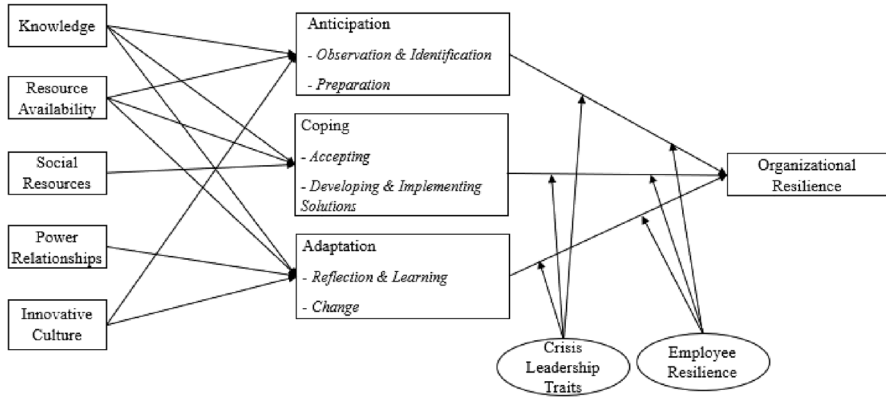 Knowledge
Resource
Availability
Social
Resources
Power
Relationships
Innovative
Culture
Anticipation
- Observation & Identification
- Preparation
Coping
- Accepting
- Developing & Implementing
Solutions
Adaptation
- Reflection & Learning
- Change
Organizational
Resilience
Crisis
Leadership
Traits
Employee
Resilience